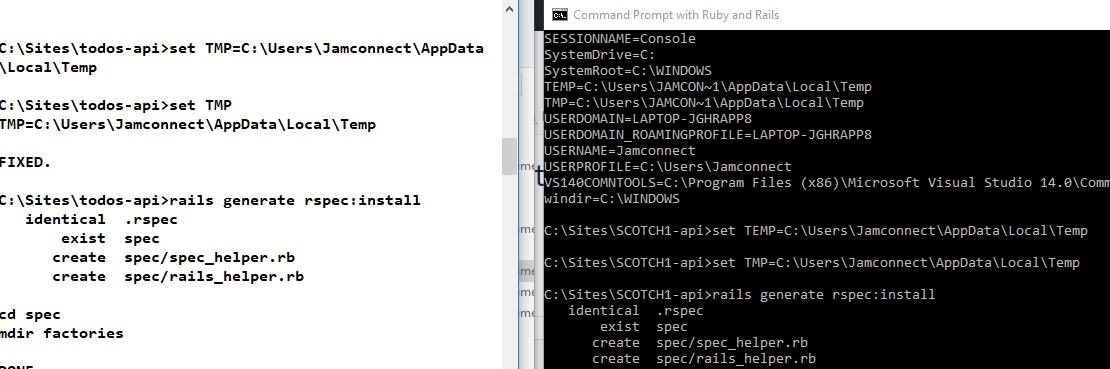 C:\Sites\todos-api>set TMP=C:\Users\Jamconnect\AppData
\Local\Temp
C:\Sites\todos-api>set TMP
TMP=C:\Users\Jamconnect\AppData\Local\Temp
FIXED.
C:\Sites\todos-api>rails generate rspec:install
identical .rspec
exist spec
create spec/spec_helper.rb
create spec/rails_helper.rb
cd spec
mdir factories
DONE
me
t
me
me
me
me
Command Prompt with Ruby and Rails
SESSIONNAME=Console
SystemDrive=C:
SystemRoot=C:\WINDOWS
TEMP=C:\Users\JAMCON~1\AppData\Local\Temp
TMP=C:\Users\JAMCON~1\AppData\Local\Temp
USERDOMAIN=LAPTOP-JGHRAPP8
USERDOMAIN_ROAMINGPROFILE=LAPTOP-JGHRAPP8
USERNAME=Jamconnect
USERPROFILE=C:\Users\Jamconnect
VS140COMNTOOLS=C:\Program Files (x86)\Microsoft Visual Studio 14.0\Comm
windir=C:\WINDOWS
C:\Sites\SCOTCH1-api>set TEMP=C:\Users\Jamconnect\AppData\Local\Temp
C:\Sites\SCOTCH1-api>set TMP=C:\Users\Jamconnect\AppData\Local\Temp
C:\Sites\SCOTCH1-api>rails generate rspec:install
identical .rspec
exist spec
create spec/spec_helper.rb
create spec/rails_helper.rb